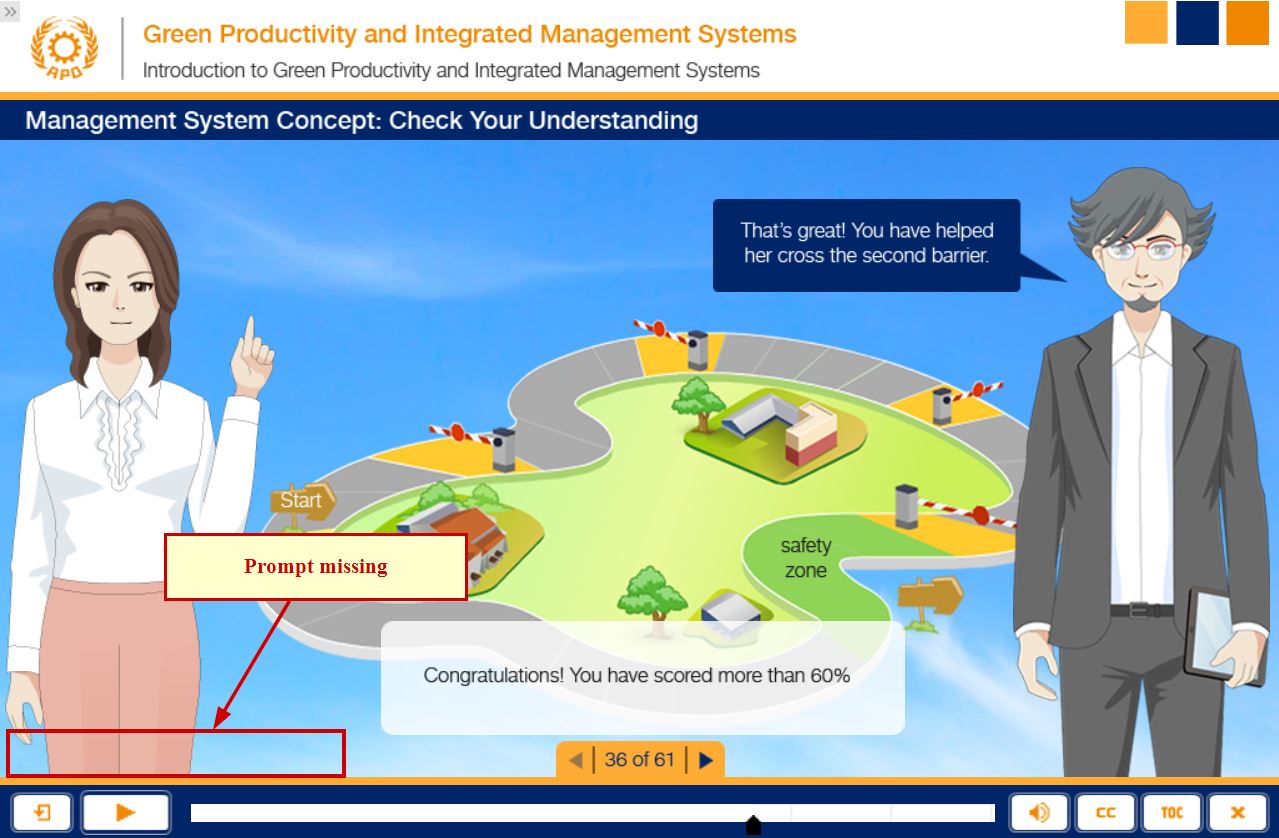 »
APO
Green Productivity and Integrated Management Systems
Introduction to Green Productivity and Integrated Management Systems
Management System Concept: Check Your Understanding
That's great! You have helped
her cross the second barrier.
Start
Prompt missing
safety
zone
Congratulations! You have scored more than 60%
36 of 61
CC
TOC